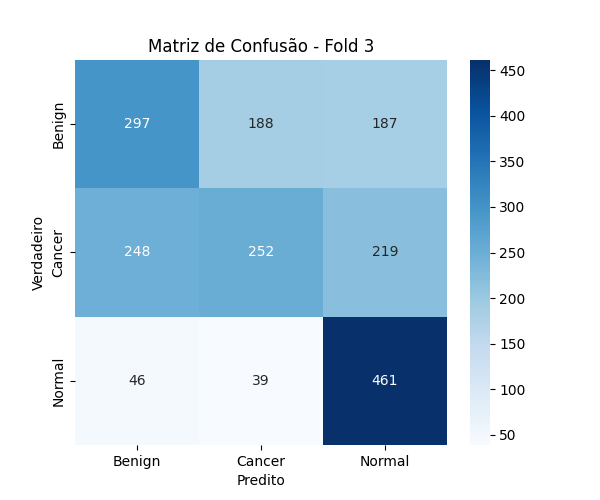 Matriz de Confusão - Fold 3
Verdadeiro
Benign
297
188
187
Cancer
248
252
219
Normal
46
39
461
Benign
Cancer
Normal
Predito
450
400
350
300
250
200
150
100
50